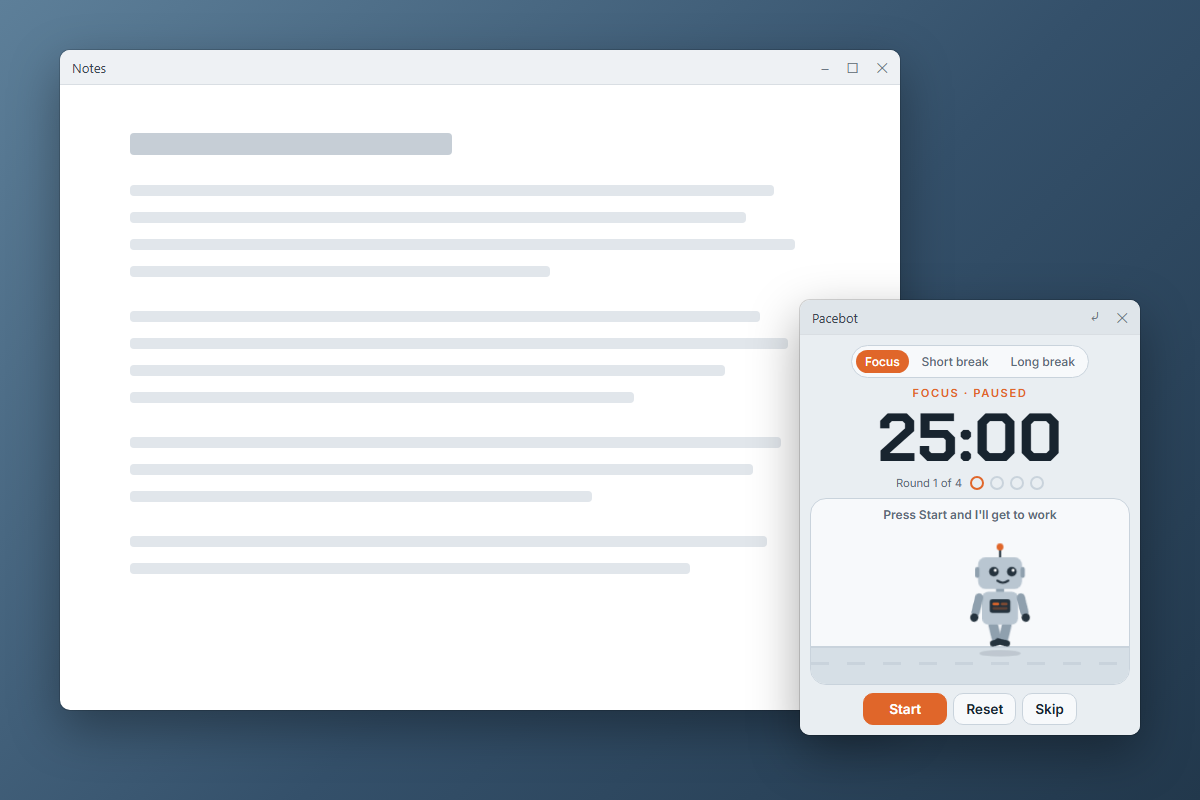 Notes
Pacebot
Focus Short break Long break
FOCUS · PAUSED
25:00
Round 1 of 4
Press Start and I'll get to work
Start Reset Skip